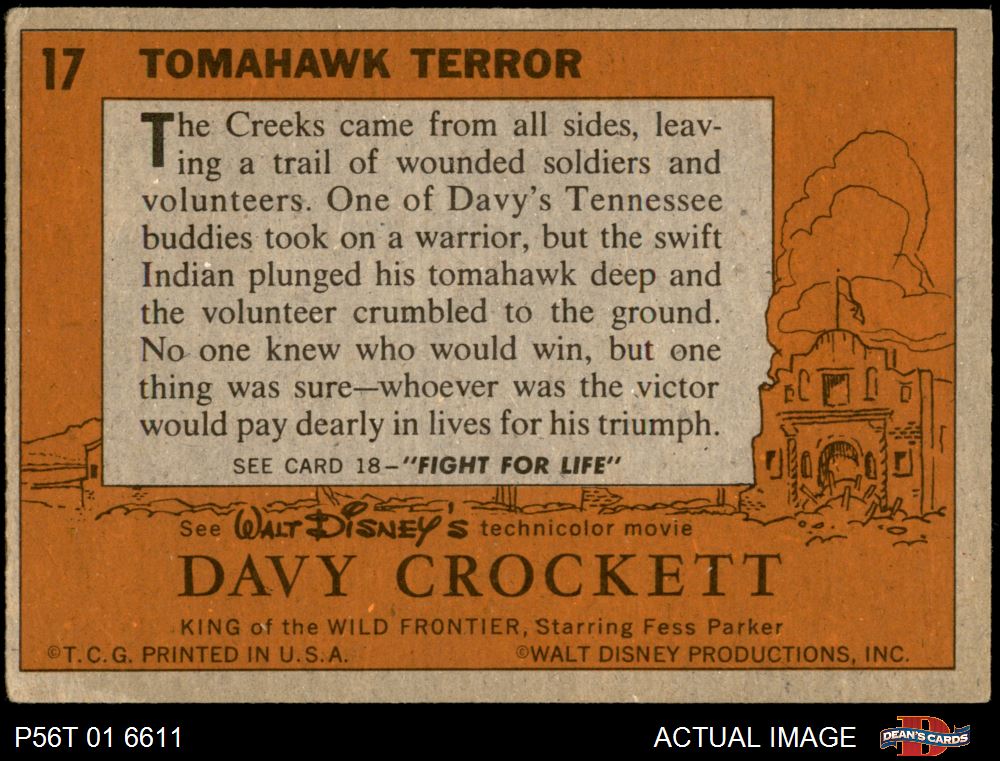 17 TOMAHAWK TERROR
The Creeks came from all sides, leav-
ing a trail of wounded soldiers and
volunteers. One of Davy's Tennessee
buddies took on a warrior, but the swift
Indian plunged his tomahawk deep and
the volunteer crumbled to the ground.
No one knew who would win, but one
thing was sure—whoever was the victor
would pay dearly in lives for his triumph.
SEE CARD 18—"FIGHT FOR LIFE"
See WALT DISNEY'S technicolor movie
DAVY CROCKETT
KING of the WILD FRONTIER, Starring Fess Parker
©T.C.G. PRINTED IN U.S.A. ©WALT DISNEY PRODUCTIONS, INC.
P56T 01 6611 ACTUAL IMAGE DEAN'S CARDS